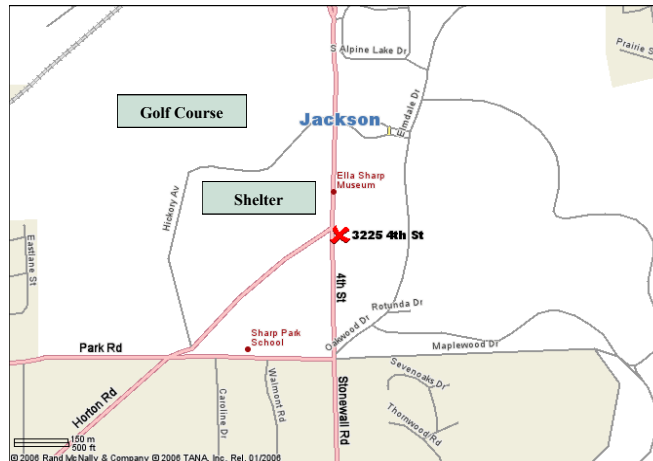 S Alpine Lake Dr
Prairie S
Elmdale Dr
Golf Course
Jackson
Ella Sharp
Museum
Hickory Av
Shelter
3225 4th St
Eastlane St
4th St
Rotunda Dr
Oakwood Dr
Sharp Park
School
Park Rd
Maplewood Dr
Horton Rd
Caroline Dr
Walmont Rd
Stonewall Rd
Sevenoaks Dr
Thornwood Rd
150 m
500 ft
© 2006 Rand McNally & Company © 2006 TANA, Inc. Rel. 01/2006